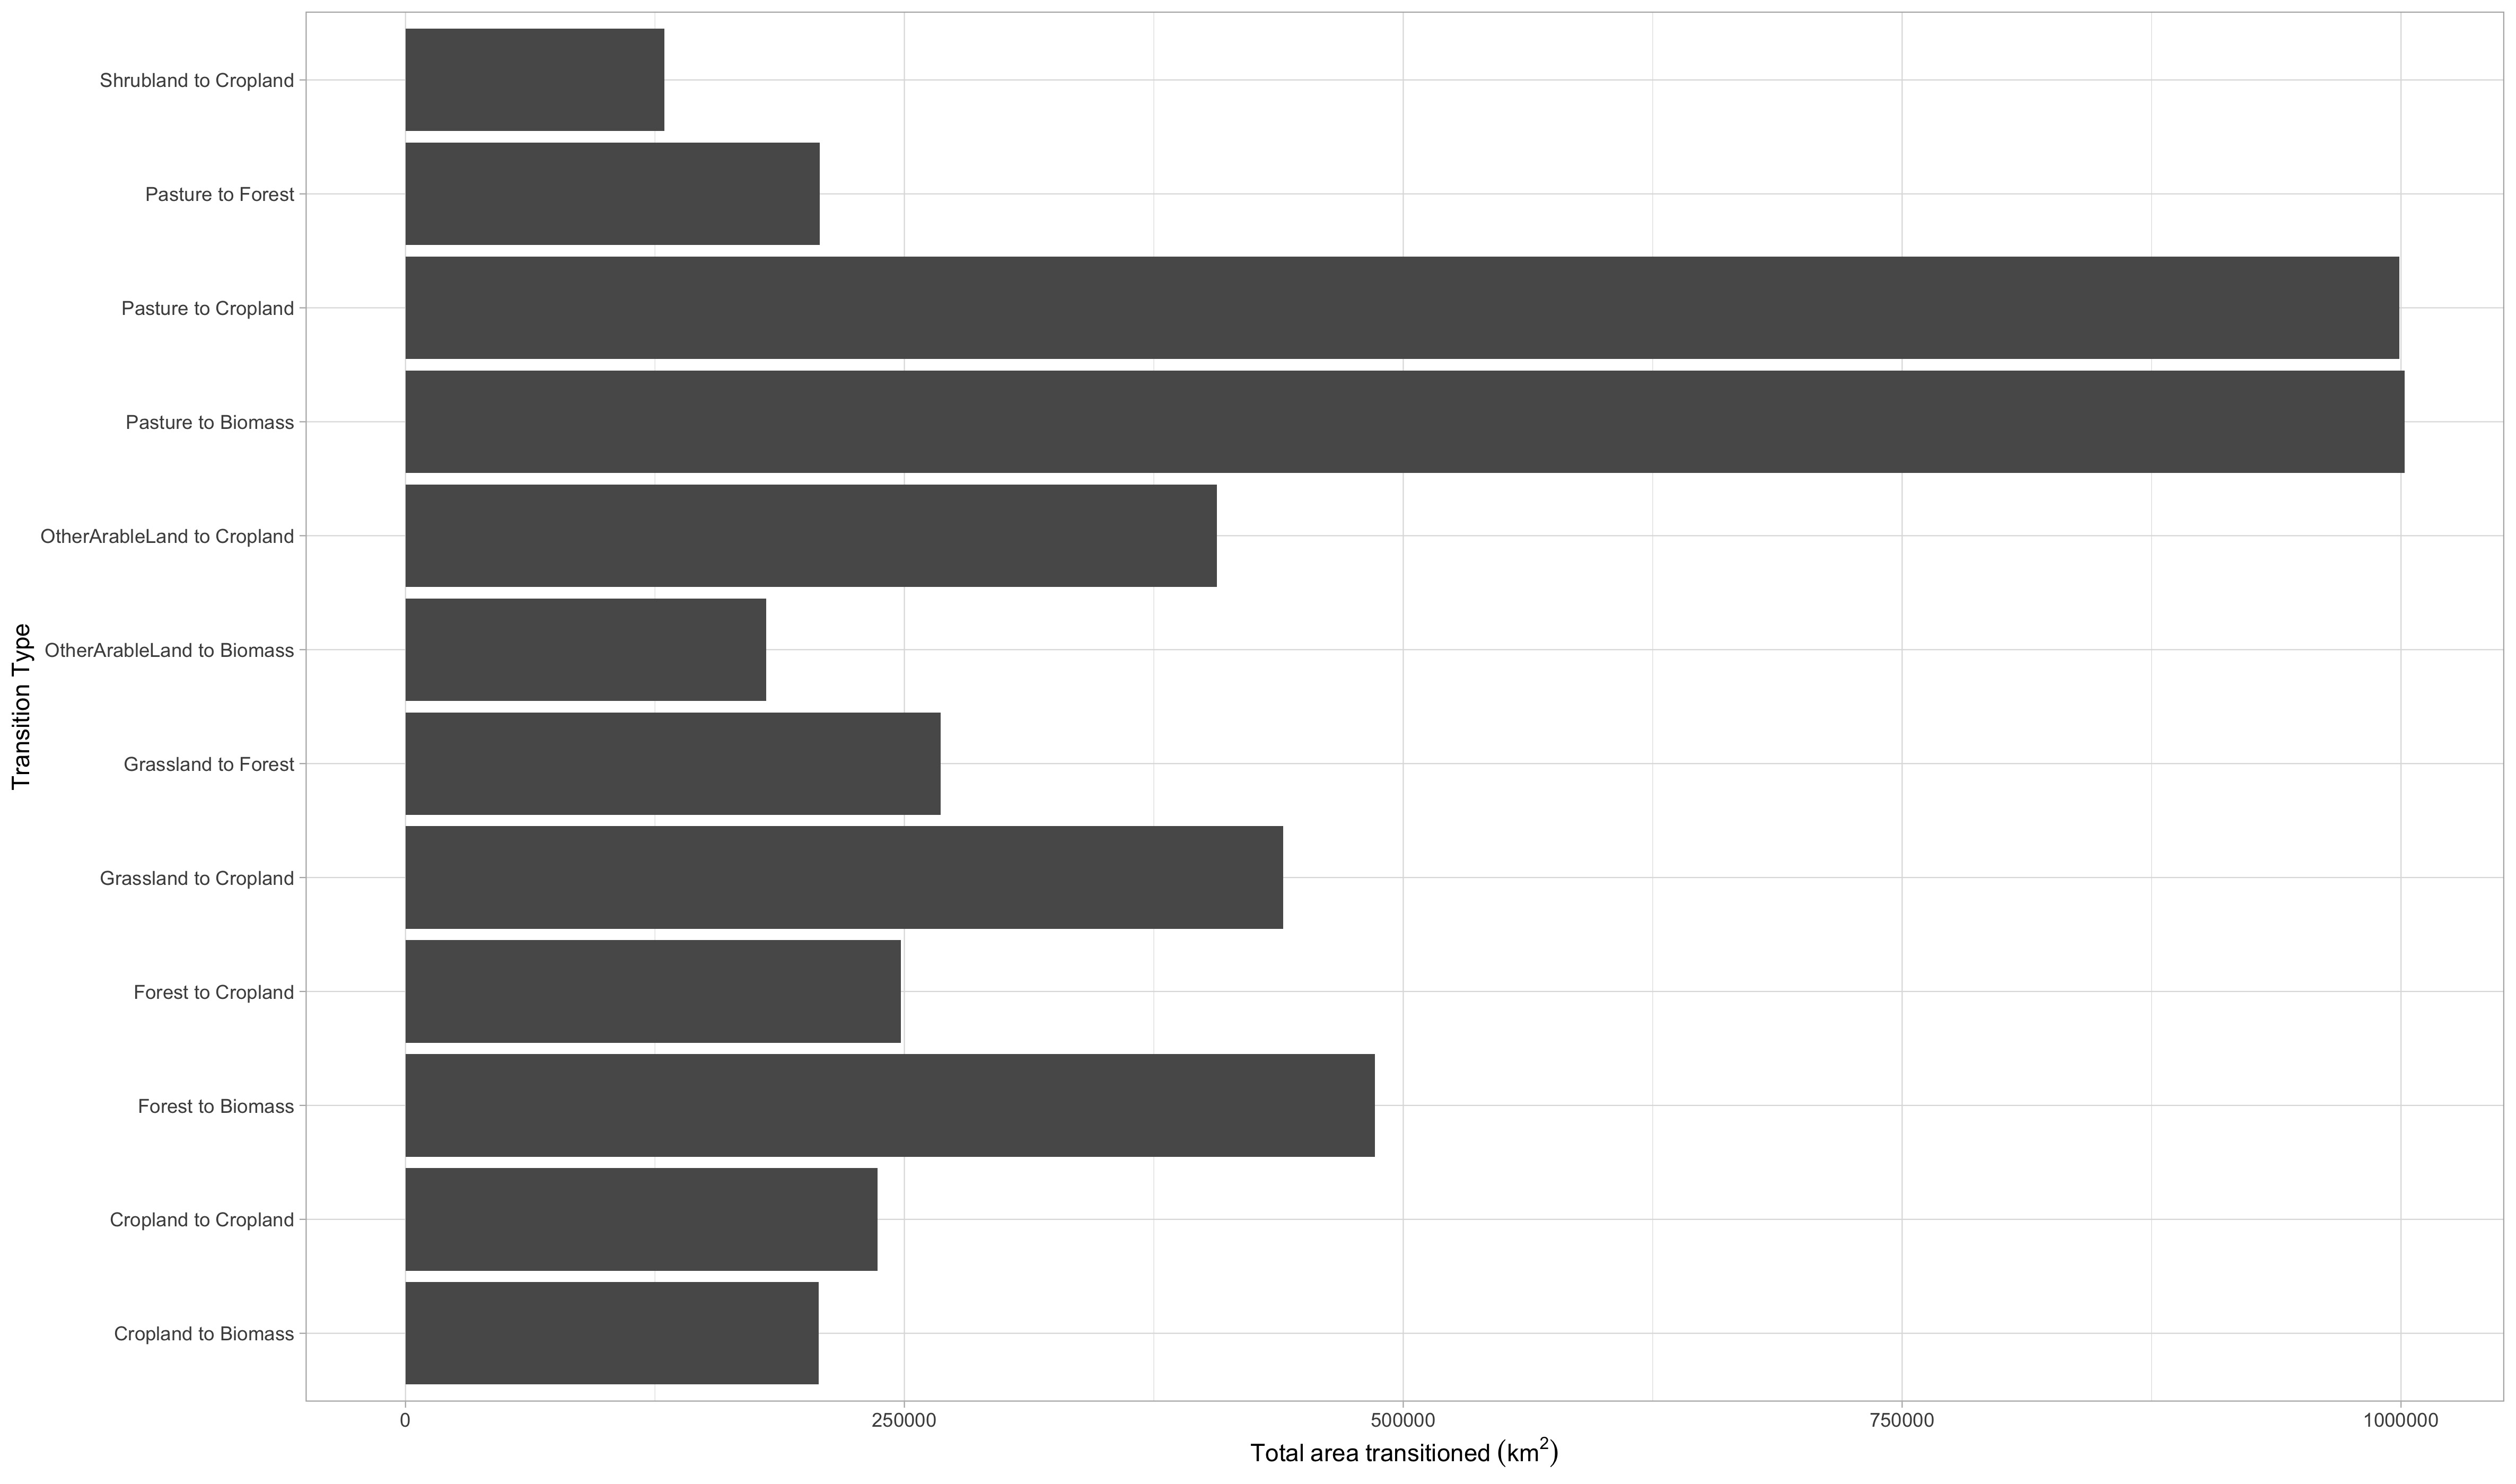 Transition Type
Shrubland to Cropland
Pasture to Forest
Pasture to Cropland
Pasture to Biomass
OtherArableLand to Cropland
OtherArableLand to Biomass
Grassland to Forest
Grassland to Cropland
Forest to Cropland
Forest to Biomass
Cropland to Cropland
Cropland to Biomass
0 250000 500000 750000 1000000
Total area transitioned (km²)